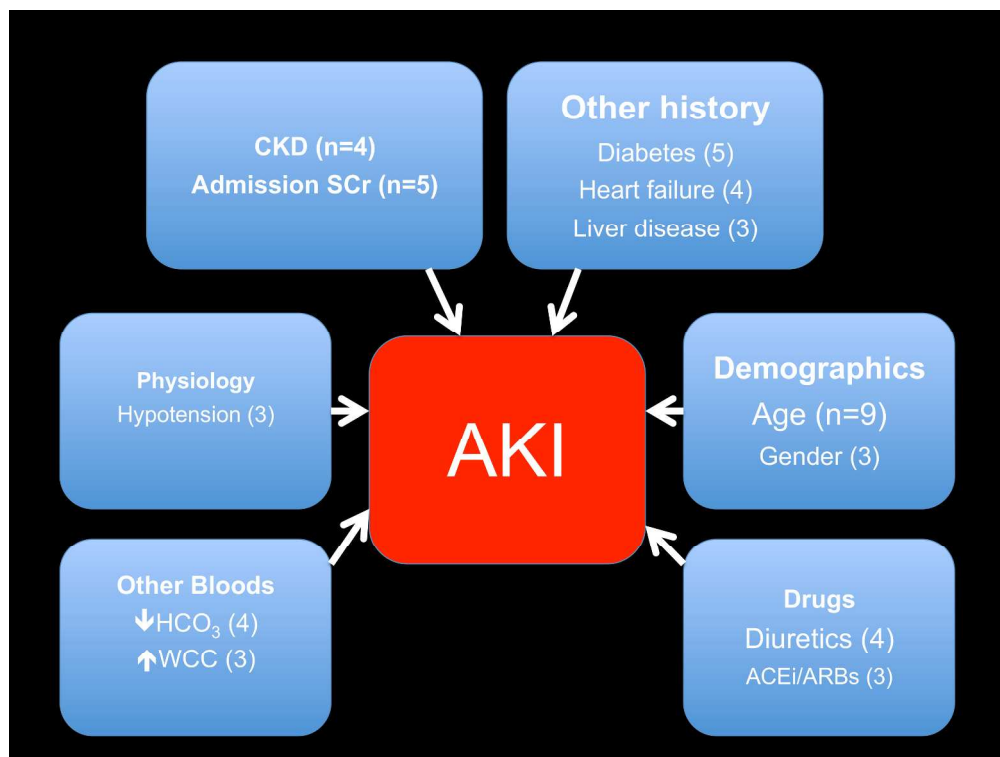 CKD (n=4)
Admission SCr (n=5)
Other history
Diabetes (5)
Heart failure (4)
Liver disease (3)
Physiology
Hypotension (3)
AKI
Demographics
Age (n=9)
Gender (3)
Other Bloods
↓HCO₃ (4)
↑WCC (3)
Drugs
Diuretics (4)
ACEi/ARBs (3)